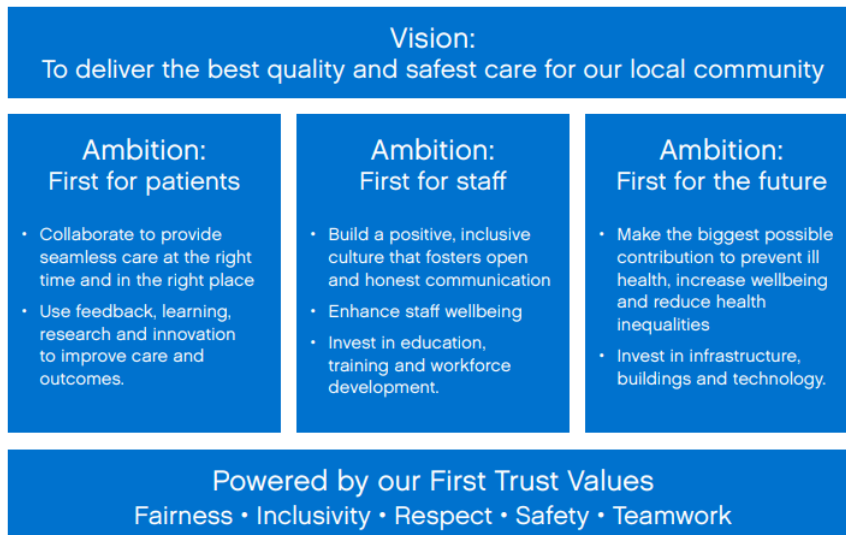 Vision:
To deliver the best quality and safest care for our local community
Ambition:
First for patients
• Collaborate to provide
seamless care at the right
time and in the right place
• Use feedback, learning,
research and innovation
to improve care and
outcomes.
Ambition:
First for staff
• Build a positive, inclusive
culture that fosters open
and honest communication
• Enhance staff wellbeing
• Invest in education,
training and workforce
development.
Ambition:
First for the future
• Make the biggest possible
contribution to prevent ill
health, increase wellbeing
and reduce health
inequalities
• Invest in infrastructure,
buildings and technology.
Powered by our First Trust Values
Fairness • Inclusivity • Respect • Safety • Teamwork